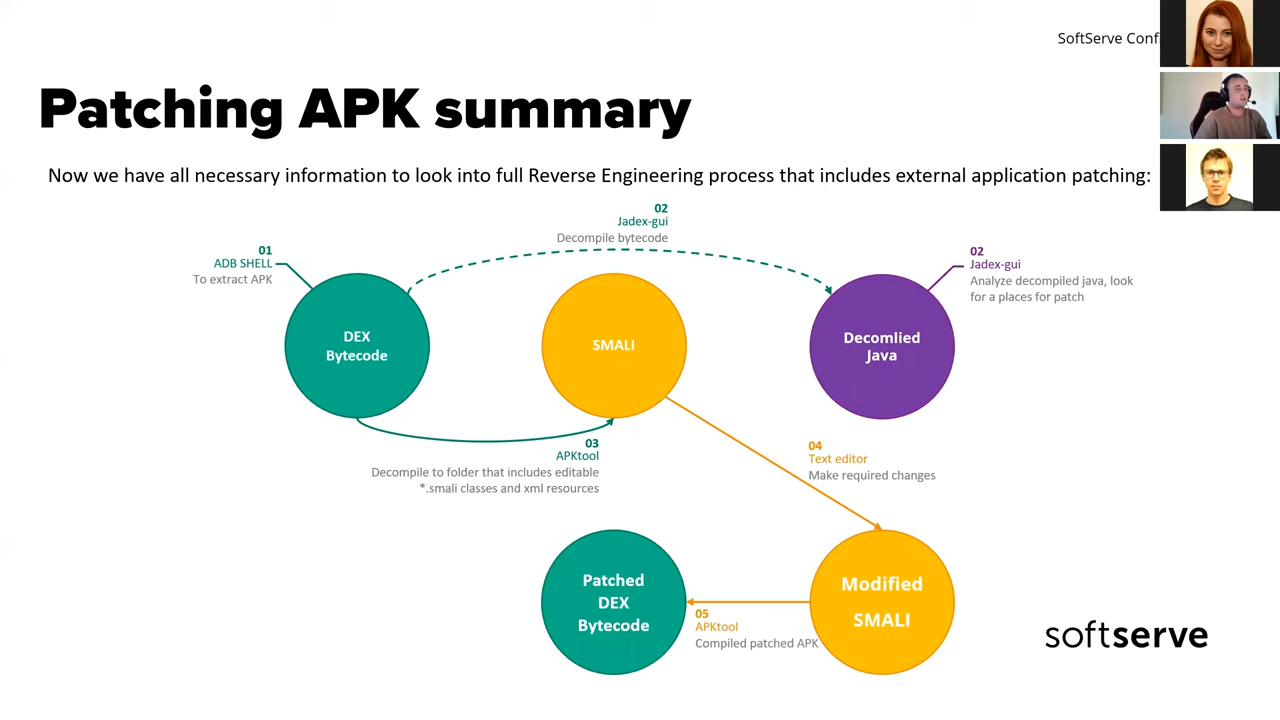 SoftServe Conf
Patching APK summary
Now we have all necessary information to look into full Reverse Engineering process that includes external application patching:
02
Jadex-gui
Decompile bytecode
01
ADB SHELL
To extract APK
02
Jadex-gui
Analyze decompiled java, look
for a places for patch
DEX
Bytecode
SMALI
Decomlied
Java
03
APKtool
Decompile to folder that includes editable
*.smali classes and xml resources
04
Text editor
Make required changes
Patched
DEX
Bytecode
05
APKtool
Compiled patched APK
Modified
SMALI
softserve